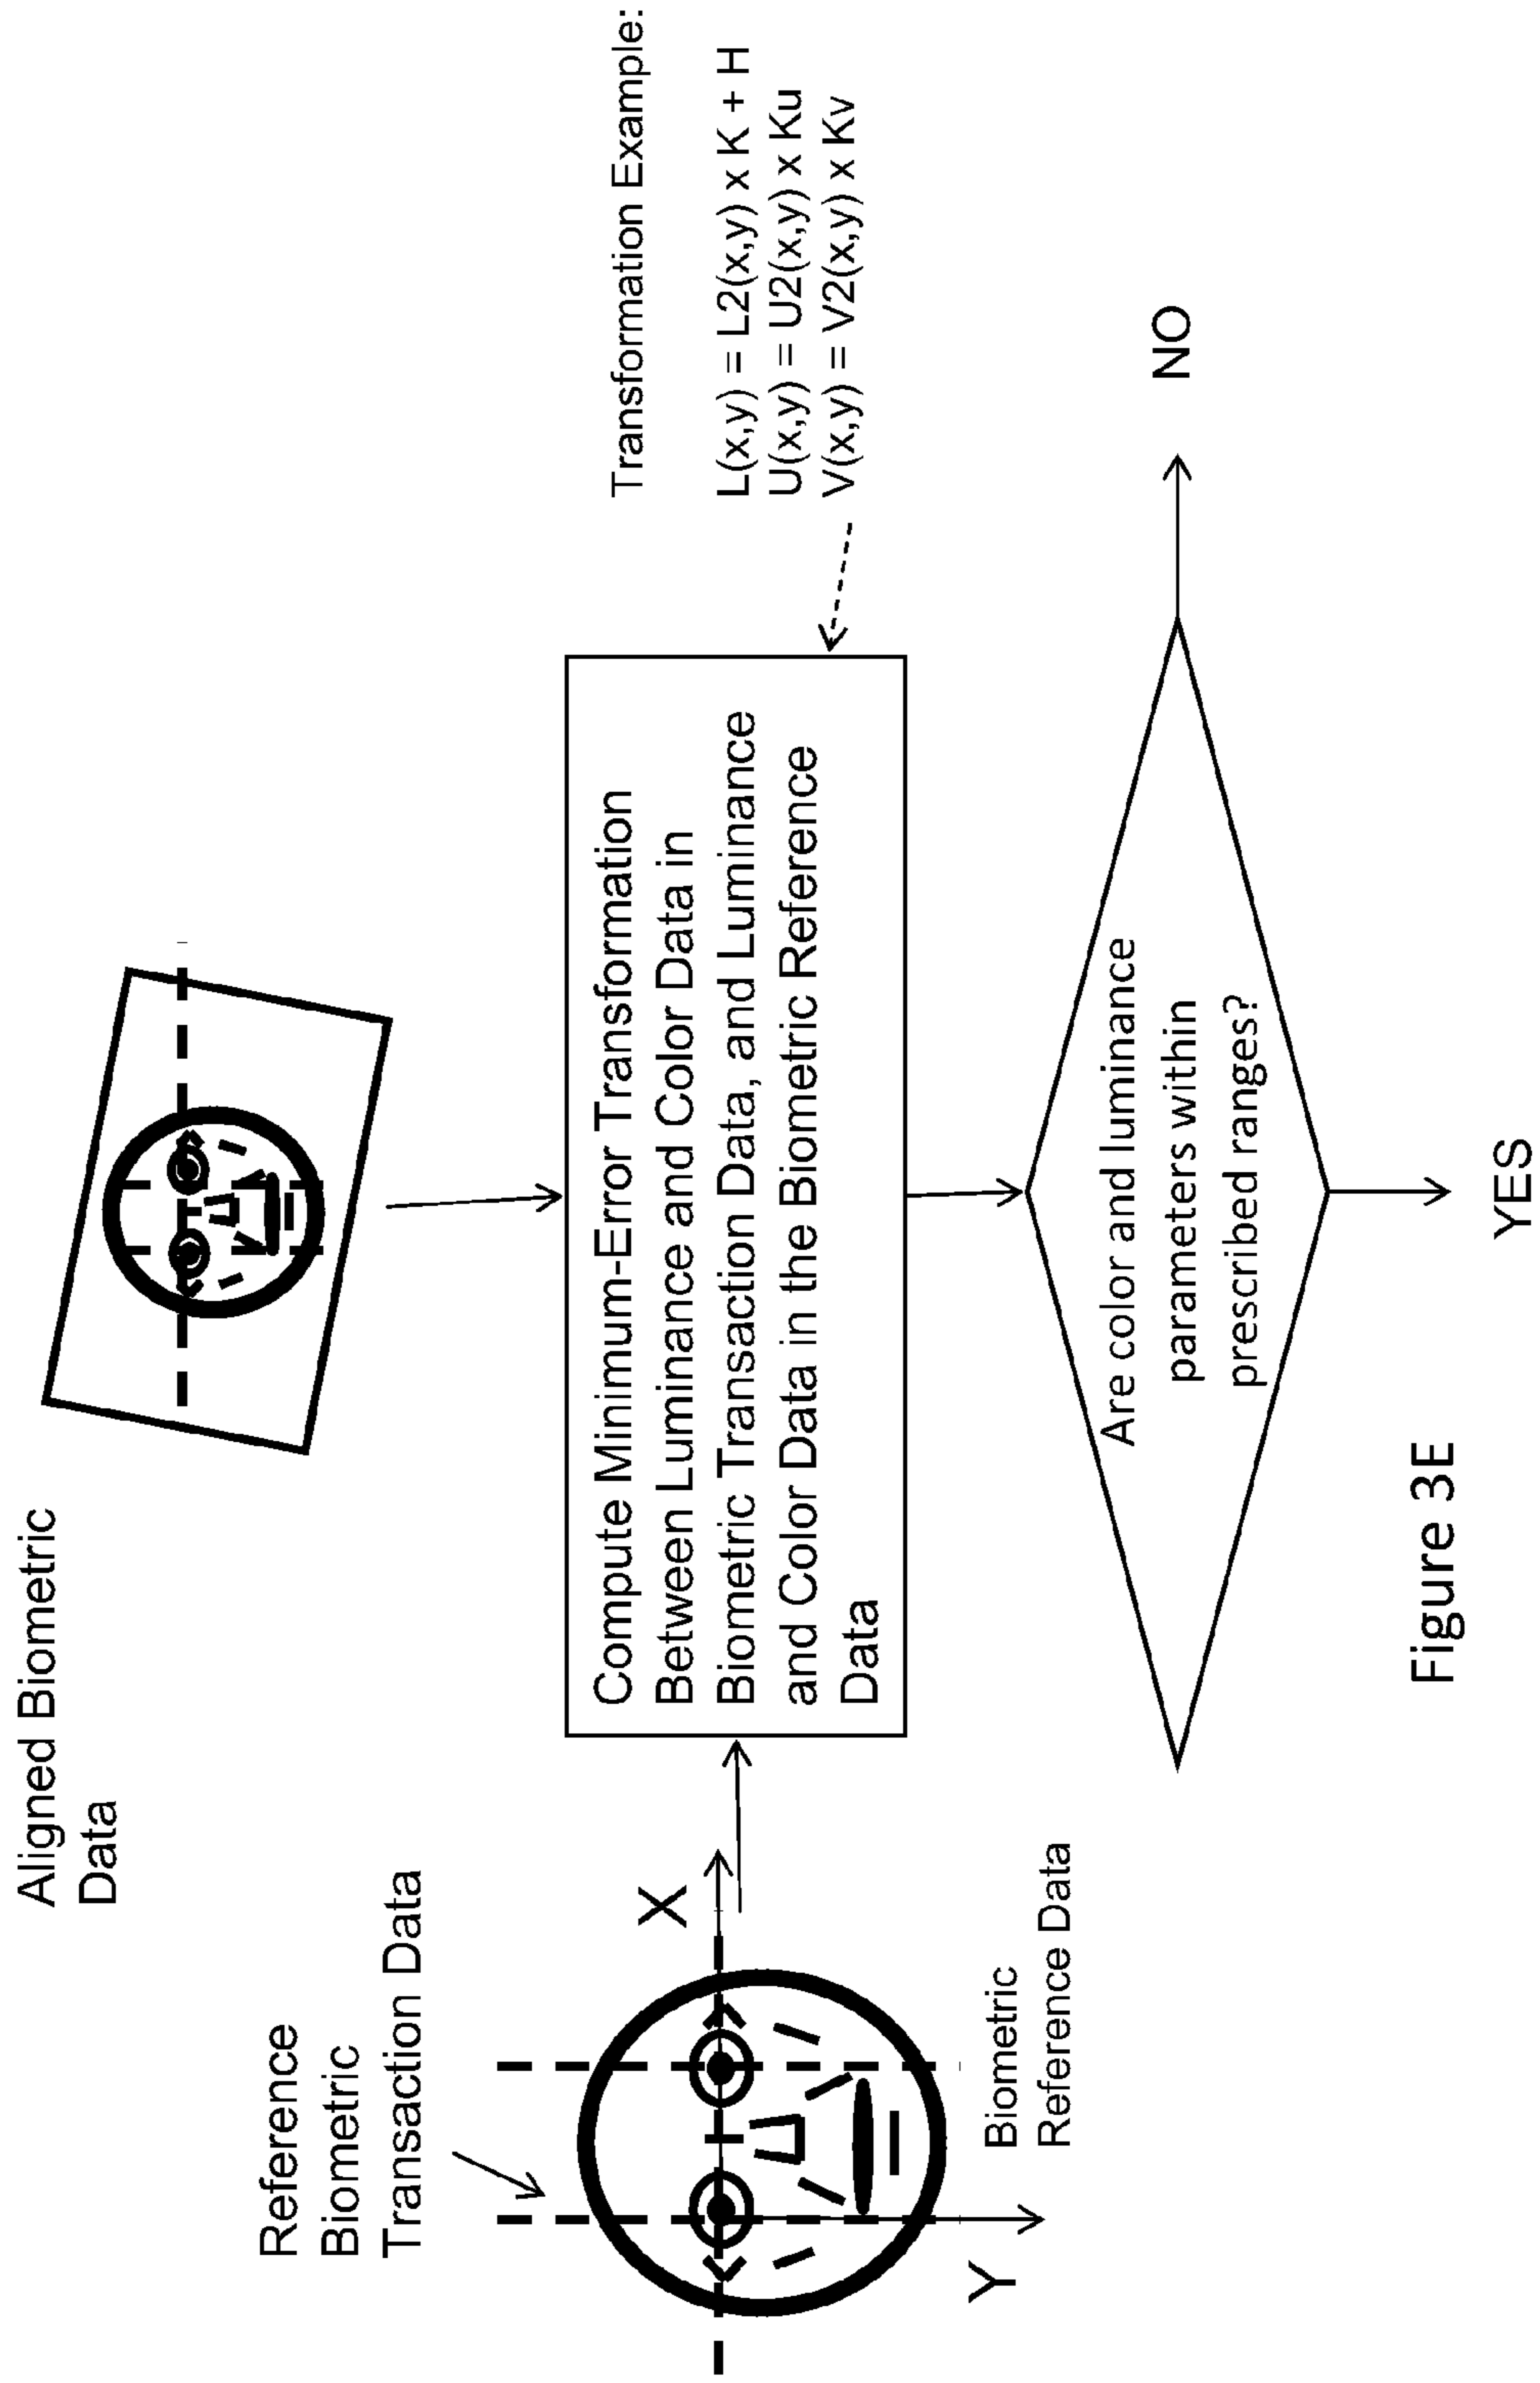 Aligned Biometric
Data
Reference
Biometric
Transaction Data
X
Y
Biometric
Reference Data
Compute Minimum-Error Transformation
Between Luminance and Color Data in
Biometric Transaction Data, and Luminance
and Color Data in the Biometric Reference
Data
Transformation Example:
L(x,y) = L2(x,y) x K + H
U(x,y) = U2(x,y) x Ku
V(x,y) = V2(x,y) x Kv
Are color and luminance
parameters within
prescribed ranges?
NO
YES
Figure 3E